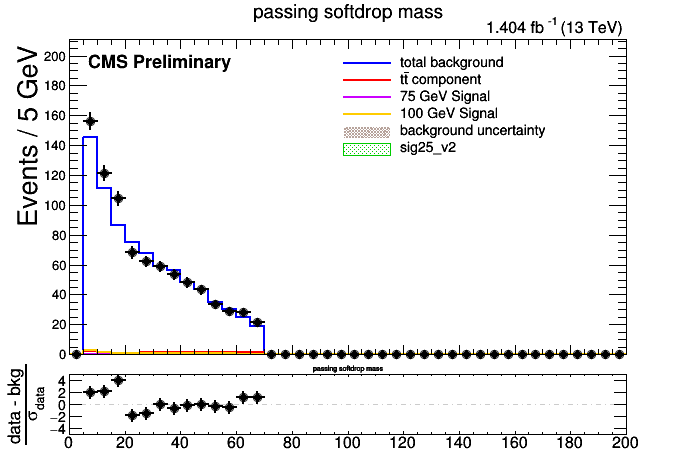 passing softdrop mass
1.404 fb⁻¹ (13 TeV)
CMS Preliminary
total background
tt̄ component
75 GeV Signal
100 GeV Signal
background uncertainty
sig25_v2
Events / 5 GeV
200
180
160
140
120
100
80
60
40
20
0
passing softdrop mass
data - bkg
σ_data
4
2
0
−2
−4
0 20 40 60 80 100 120 140 160 180 200